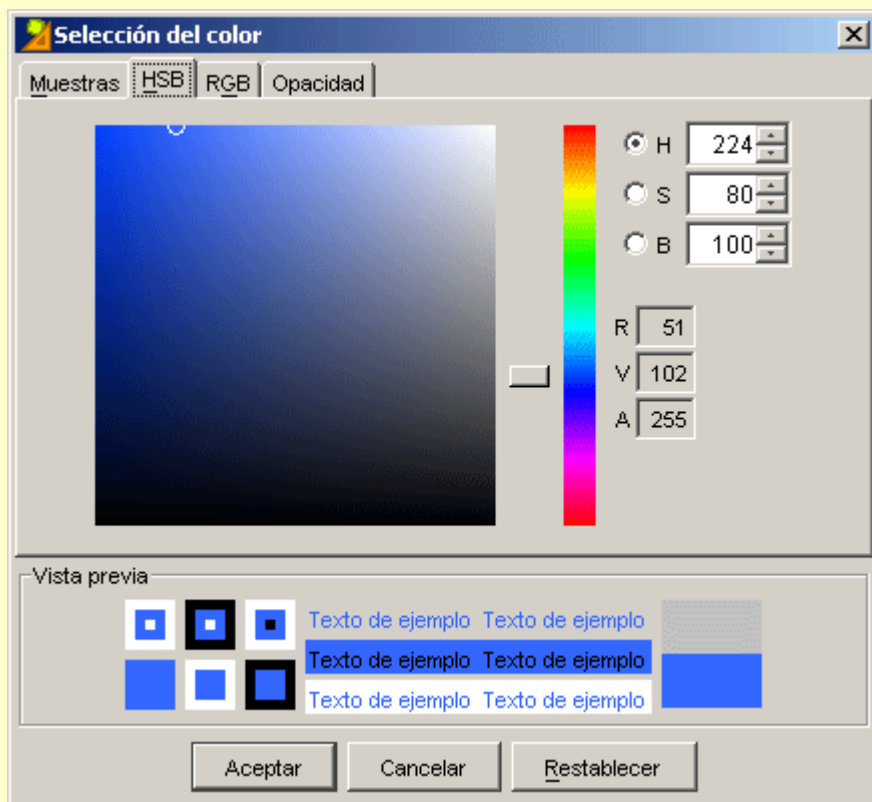 Selección del color
Muestras HSB RGB Opacidad
H 224
S 80
B 100
R 51
V 102
A 255
Vista previa
Texto de ejemplo Texto de ejemplo
Texto de ejemplo Texto de ejemplo
Texto de ejemplo Texto de ejemplo
Aceptar Cancelar Restablecer